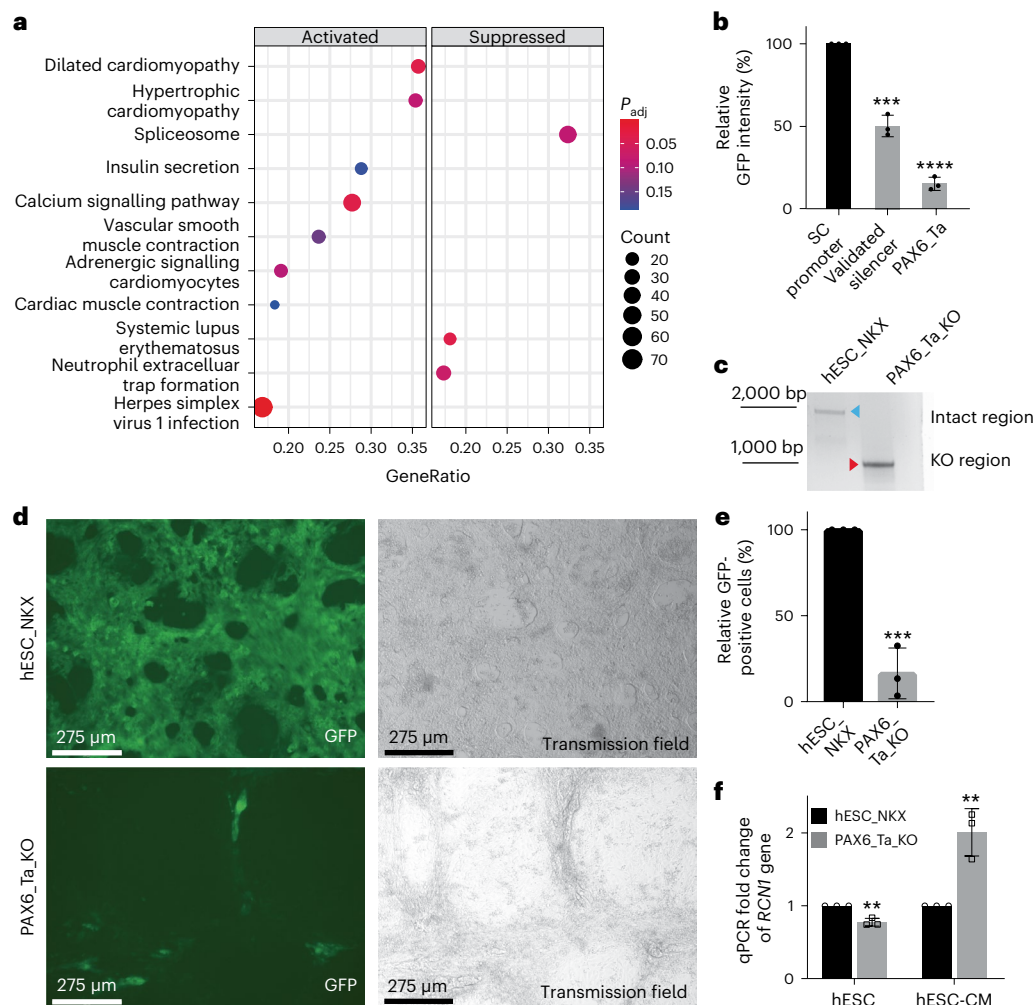 a
Activated
Suppressed
Dilated cardiomyopathy
Hypertrophic
cardiomyopathy
Spliceosome
Insulin secretion
Calcium signalling pathway
Vascular smooth
muscle contraction
Adrenergic signalling
cardiomyocytes
Cardiac muscle contraction
Systemic lupus
erythematosus
Neutrophil extracelluar
trap formation
Herpes simplex
virus 1 infection
0.20 0.25 0.30 0.35
0.20 0.25 0.30 0.35
GeneRatio
Padj
0.05
0.10
0.15
Count
20
30
40
50
60
70
b
Relative
GFP intensity (%)
100
50
0
***
****
SC
promoter
Validated
silencer
PAX6_Ta
c
hESC_NKX
PAX6_Ta_KO
2,000 bp
1,000 bp
Intact region
KO region
d
hESC_NKX
275 µm
GFP
Transmission field
275 µm
PAX6_Ta_KO
275 µm
GFP
Transmission field
275 µm
e
Relative GFP-
positive cells (%)
100
50
0
***
hESC_
NKX
PAX6_
Ta_KO
f
qPCR fold change
of RCN1 gene
2
1
0
hESC_NKX
PAX6_Ta_KO
**
**
hESC
hESC-CM